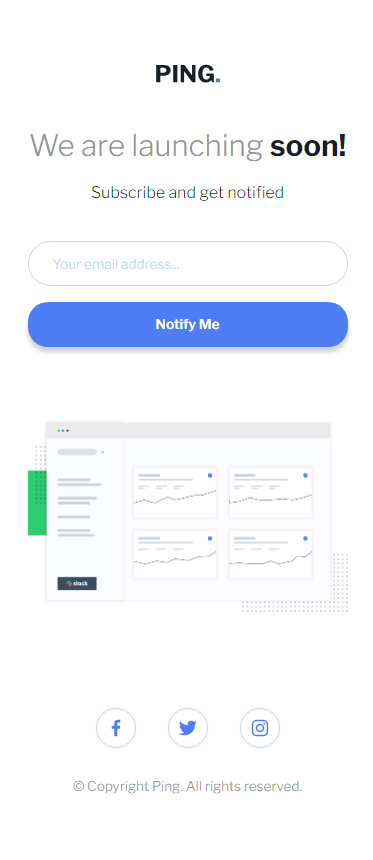 PING.
We are launching soon!
Subscribe and get notified
Your email address...
Notify Me
slack
© Copyright Ping. All rights reserved.